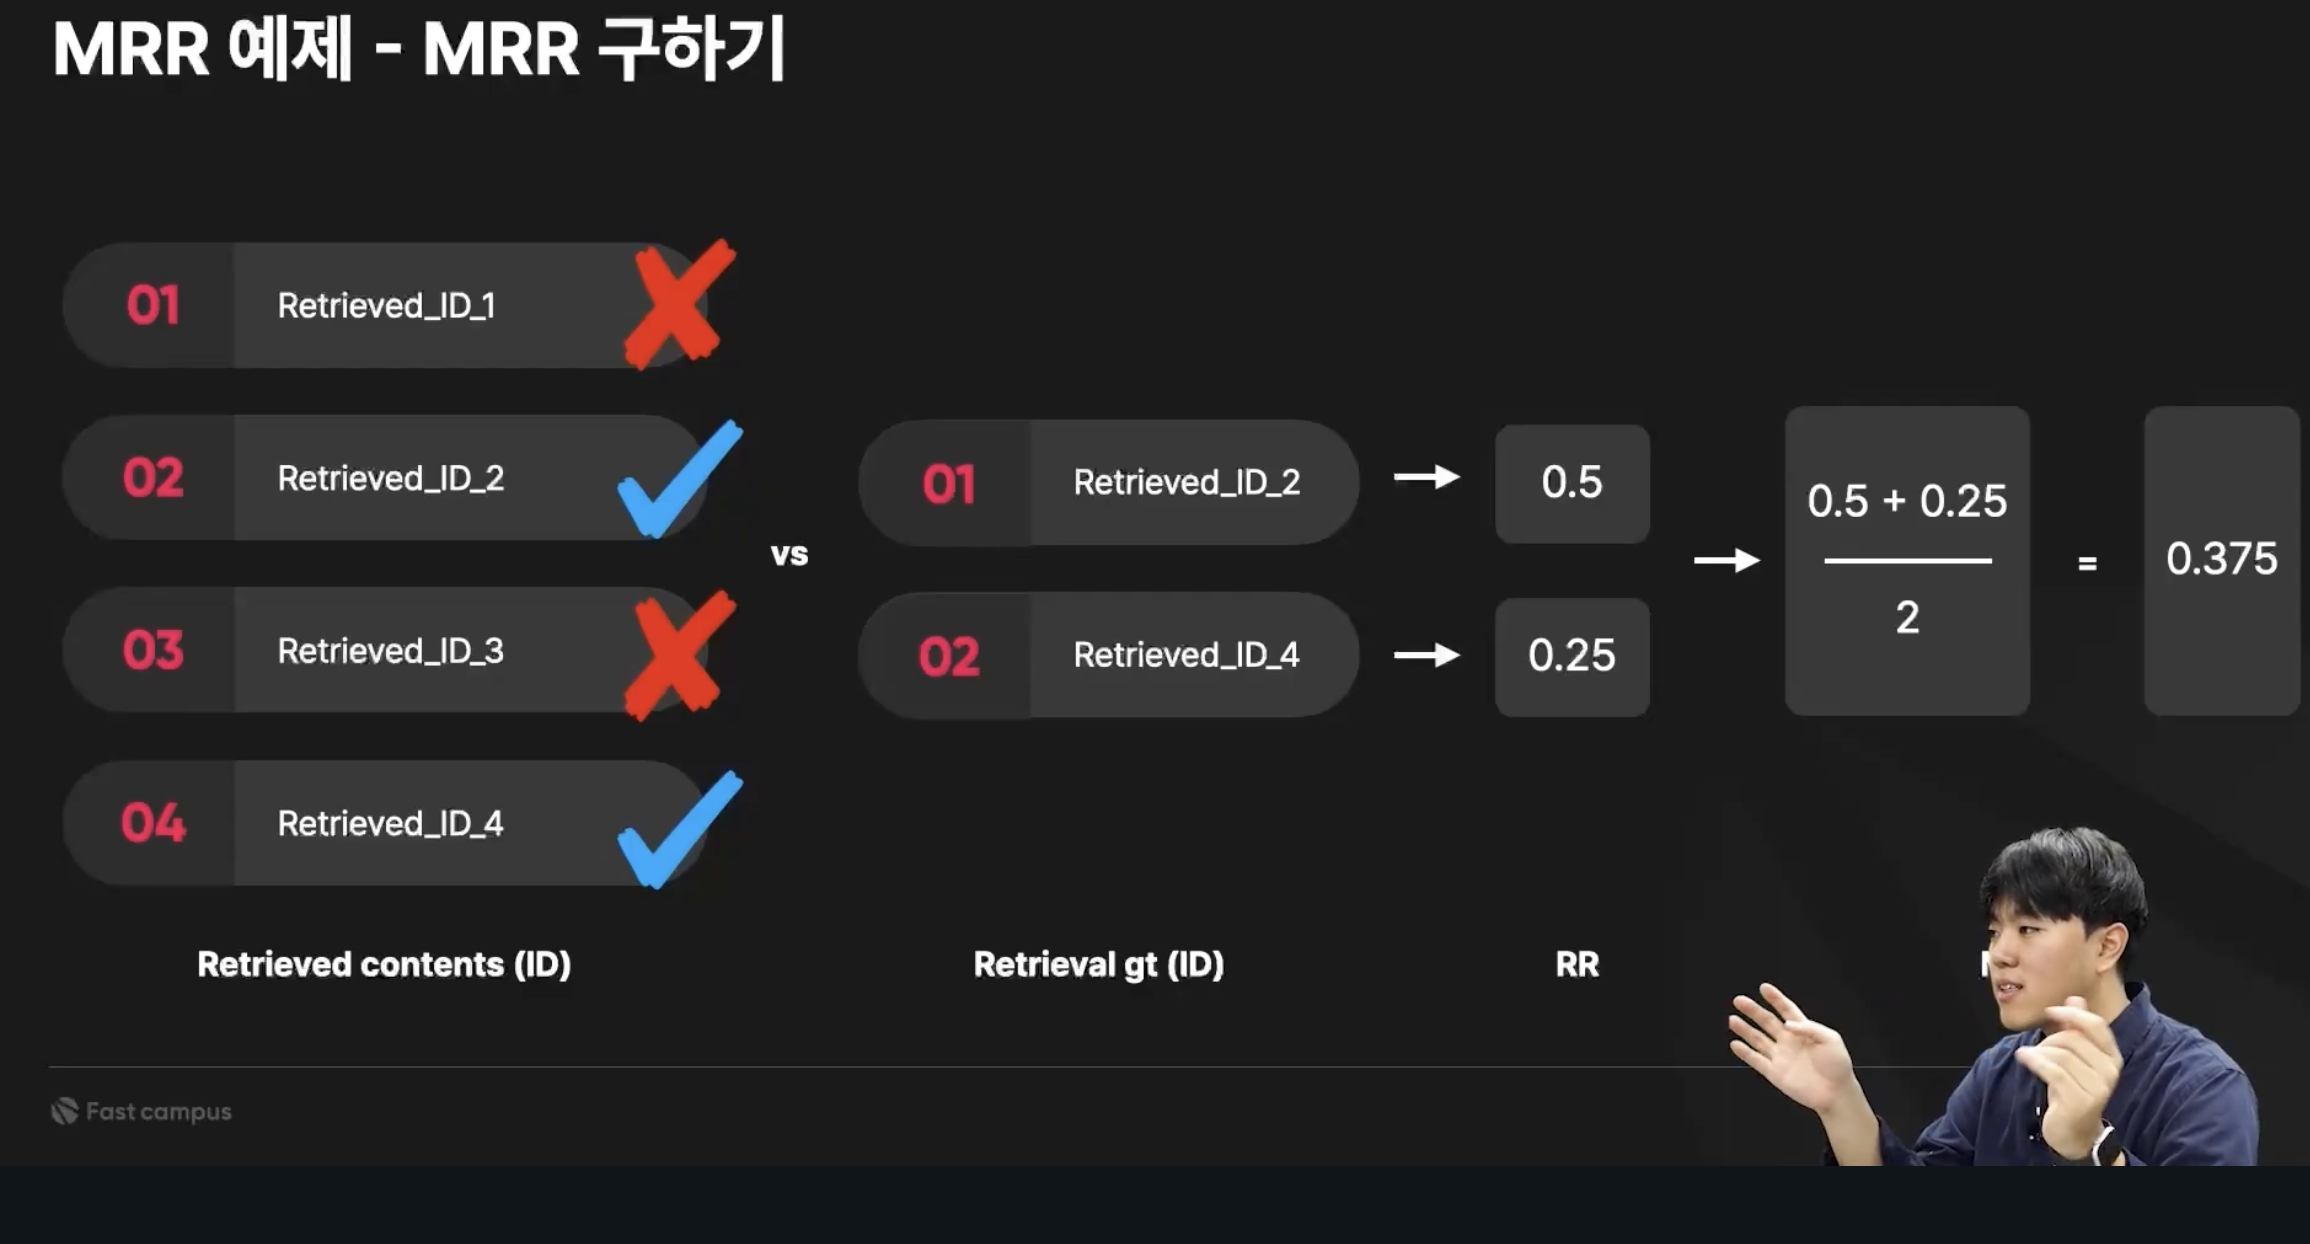 MRR 예제 - MRR 구하기
01 Retrieved_ID_1
02 Retrieved_ID_2
03 Retrieved_ID_3
04 Retrieved_ID_4
vs
01 Retrieved_ID_2
02 Retrieved_ID_4
0.5
0.25
0.5 + 0.25
2
=
0.375
Retrieved contents (ID)
Retrieval gt (ID)
RR
Fast campus